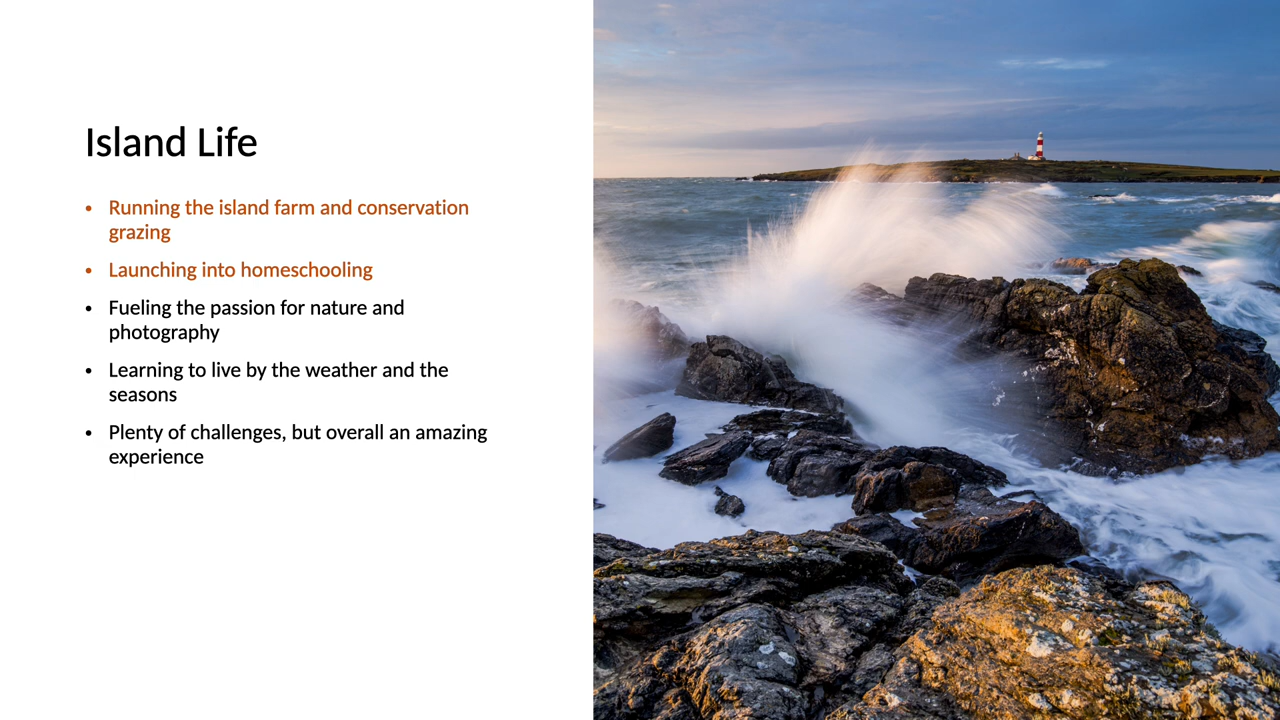 Island Life
• Running the island farm and conservation
grazing
• Launching into homeschooling
• Fueling the passion for nature and
photography
• Learning to live by the weather and the
seasons
• Plenty of challenges, but overall an amazing
experience